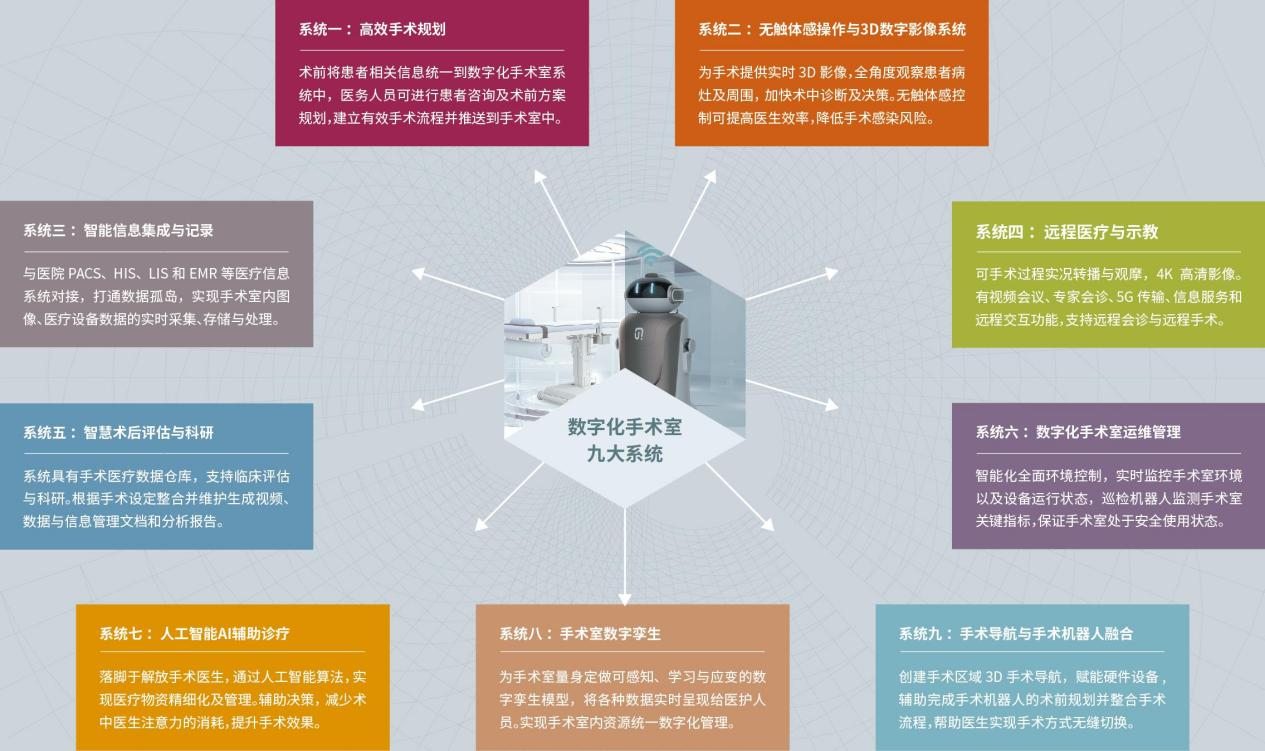 系统一：高效手术规划
术前将患者相关信息统一到数字化手术室系
统中，医务人员可进行患者咨询及术前方案
规划，建立有效手术流程并推送到手术室中。
系统二：无触体感操作与3D数字影像系统
为手术提供实时 3D 影像，全角度观察患者病
灶及周围，加快术中诊断及决策。无触体感控
制可提高医生效率，降低手术感染风险。
系统三：智能信息集成与记录
与医院 PACS、HIS、LIS 和 EMR 等医疗信息
系统对接，打通数据孤岛，实现手术室内图
像、医疗设备数据的实时采集、存储与处理。
系统四：远程医疗与示教
可手术过程实况转播与观摩，4K 高清影像。
有视频会议、专家会诊、5G 传输、信息服务和
远程交互功能，支持远程会诊与远程手术。
数字化手术室
九大系统
系统五：智慧术后评估与科研
系统具有手术医疗数据仓库，支持临床评估
与科研。根据手术设定整合并维护生成视频、
数据与信息管理文档和分析报告。
系统六：数字化手术室运维管理
智能化全面环境控制，实时监控手术室环境
以及设备运行状态，巡检机器人监测手术室
关键指标，保证手术室处于安全使用状态。
系统七：人工智能AI辅助诊疗
落脚于解放手术医生，通过人工智能算法，实
现医疗物资精细化及管理。辅助决策，减少术
中医生注意力的消耗，提升手术效果。
系统八：手术室数字孪生
为手术室量身定做可感知、学习与应变的数
字孪生模型，将各种数据实时呈现给医护人
员。实现手术室内资源统一数字化管理。
系统九：手术导航与手术机器人融合
创建手术区域 3D 手术导航，赋能硬件设备，
辅助完成手术机器人的术前规划并整合手术
流程，帮助医生实现手术方式无缝切换。